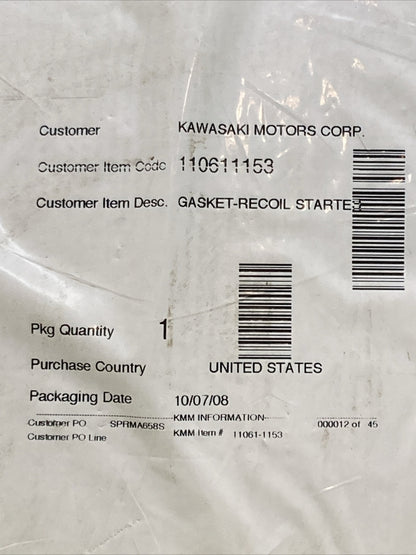 Customer KAWASAKI MOTORS CORP.
Customer Item Code 110611153
Customer Item Desc. GASKET-RECOIL STARTER
Pkg Quantity 1
Purchase Country UNITED STATES
Packaging Date 10/07/08
KMM INFORMATION
Customer PO SPRMA658S 000012 of 45
Customer PO Line KMM Item # 11061-1153